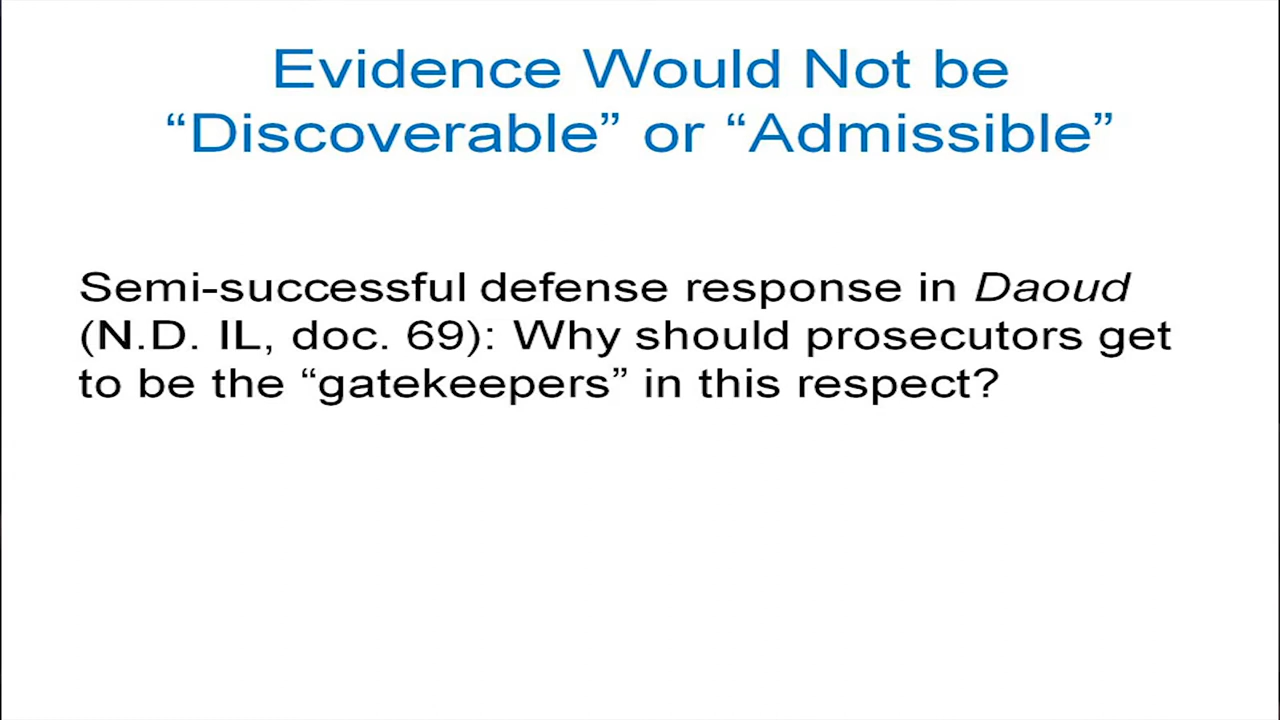 Evidence Would Not be
“Discoverable” or “Admissible”
Semi-successful defense response in Daoud
(N.D. IL, doc. 69): Why should prosecutors get
to be the “gatekeepers” in this respect?